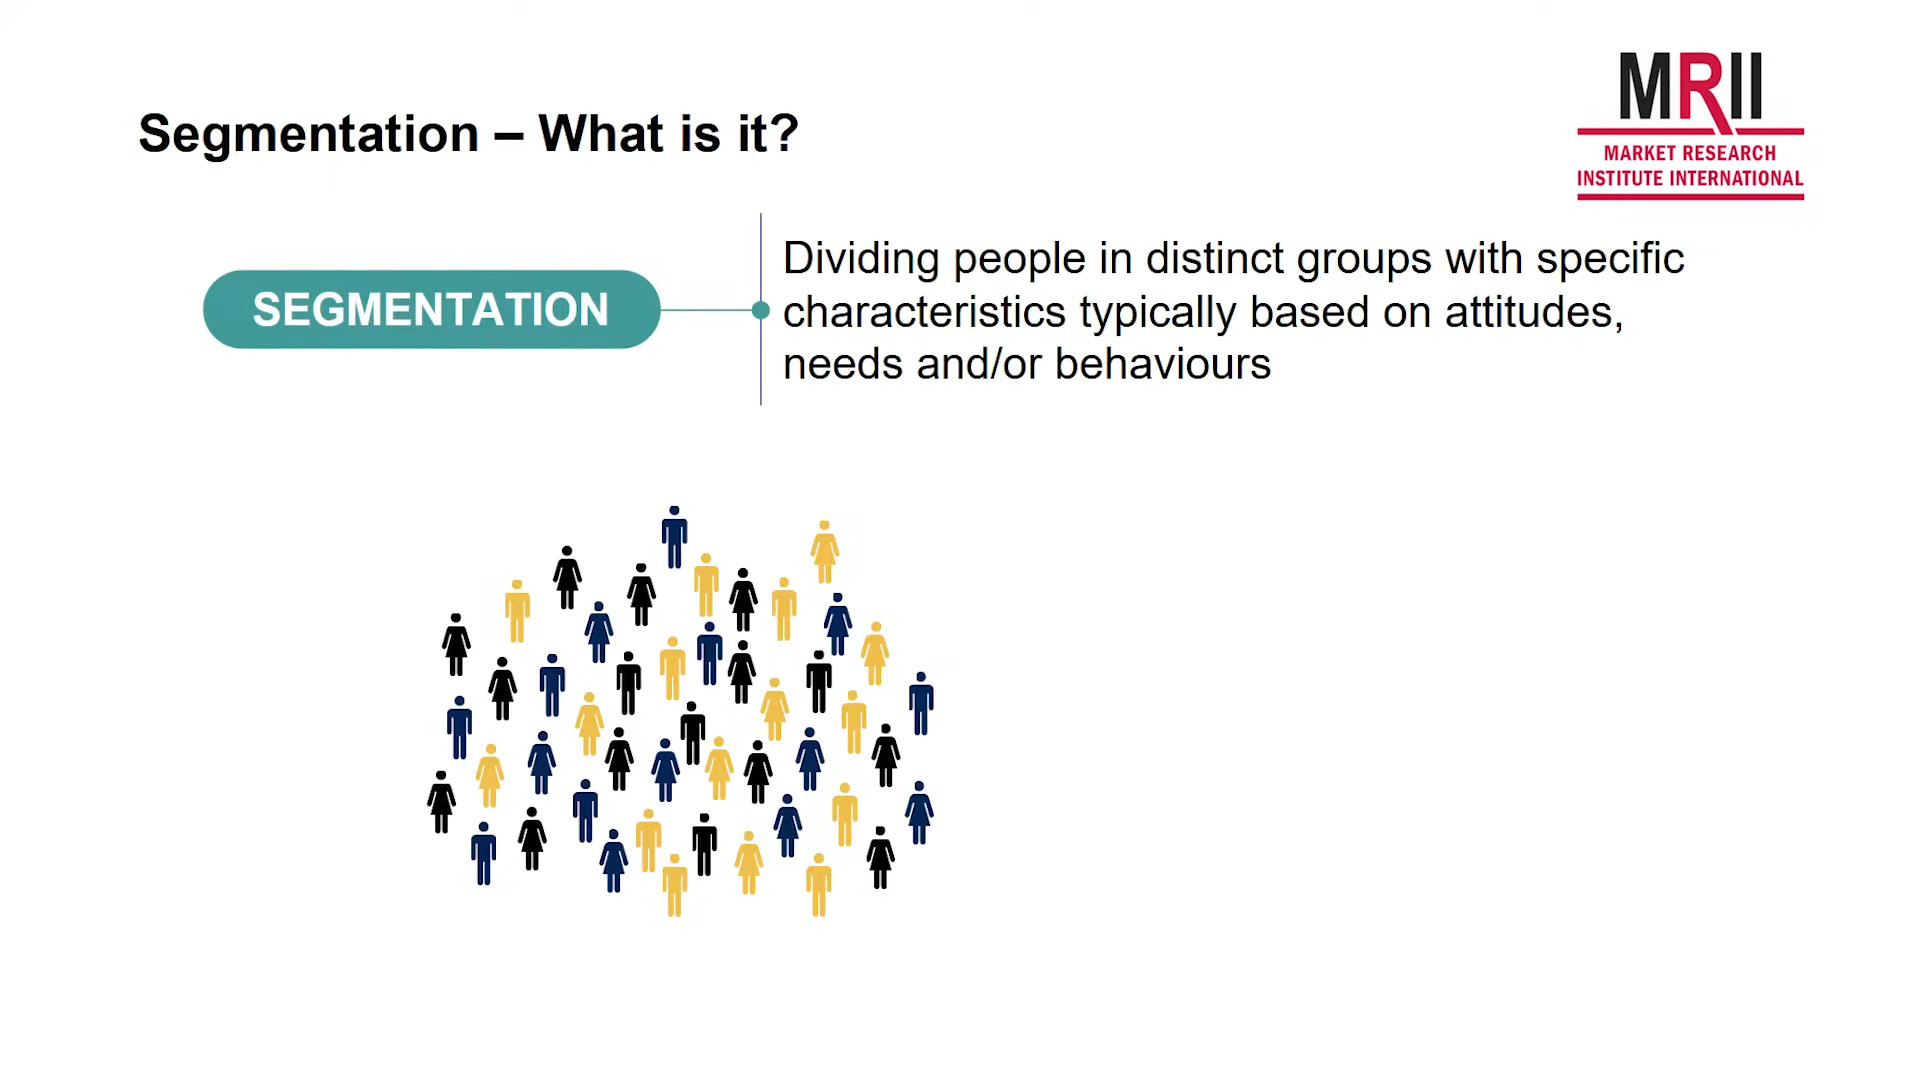 Segmentation – What is it?
MRII
MARKET RESEARCH
INSTITUTE INTERNATIONAL
SEGMENTATION
Dividing people in distinct groups with specific
characteristics typically based on attitudes,
needs and/or behaviours